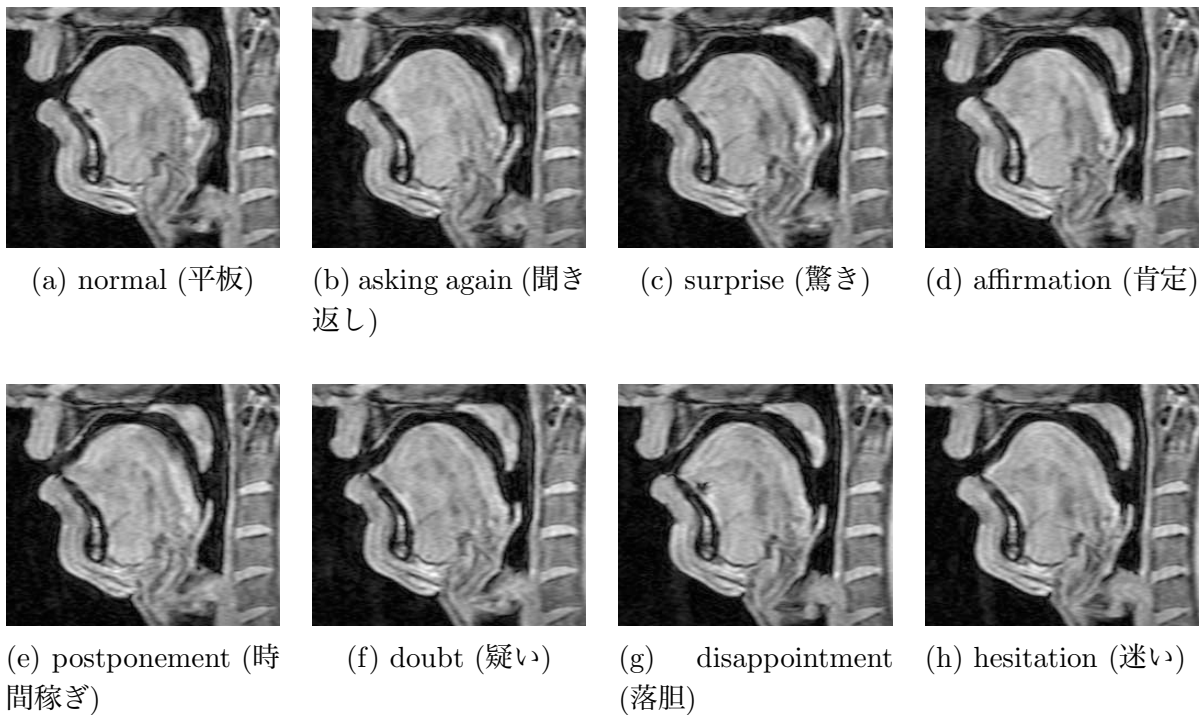 (a) normal (平板)
(b) asking again (聞き
返し)
(c) surprise (驚き)
(d) affirmation (肯定)
(e) postponement (時
間稼ぎ)
(f) doubt (疑い)
(g) disappointment
(落胆)
(h) hesitation (迷い)